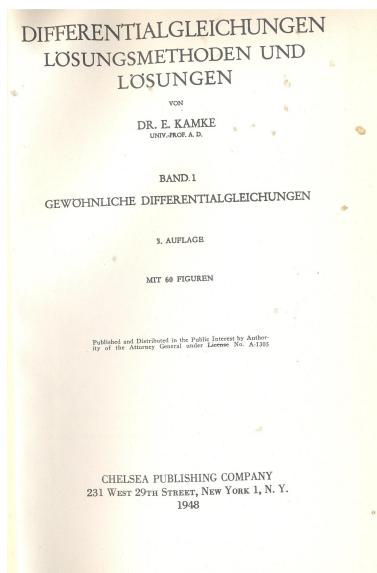 DIFFERENTIALGLEICHUNGEN
LÖSUNGSMETHODEN UND
LÖSUNGEN
VON
DR. E. KAMKE
UNIV.-PROF. A. D.
BAND.1
GEWÖHNLICHE DIFFERENTIALGLEICHUNGEN
3. AUFLAGE
MIT 60 FIGUREN
Published and Distributed in the Public Interest by Author-
ity of the Attorney General under License No. A-1305
CHELSEA PUBLISHING COMPANY
231 WEST 29TH STREET, NEW YORK 1, N. Y.
1948